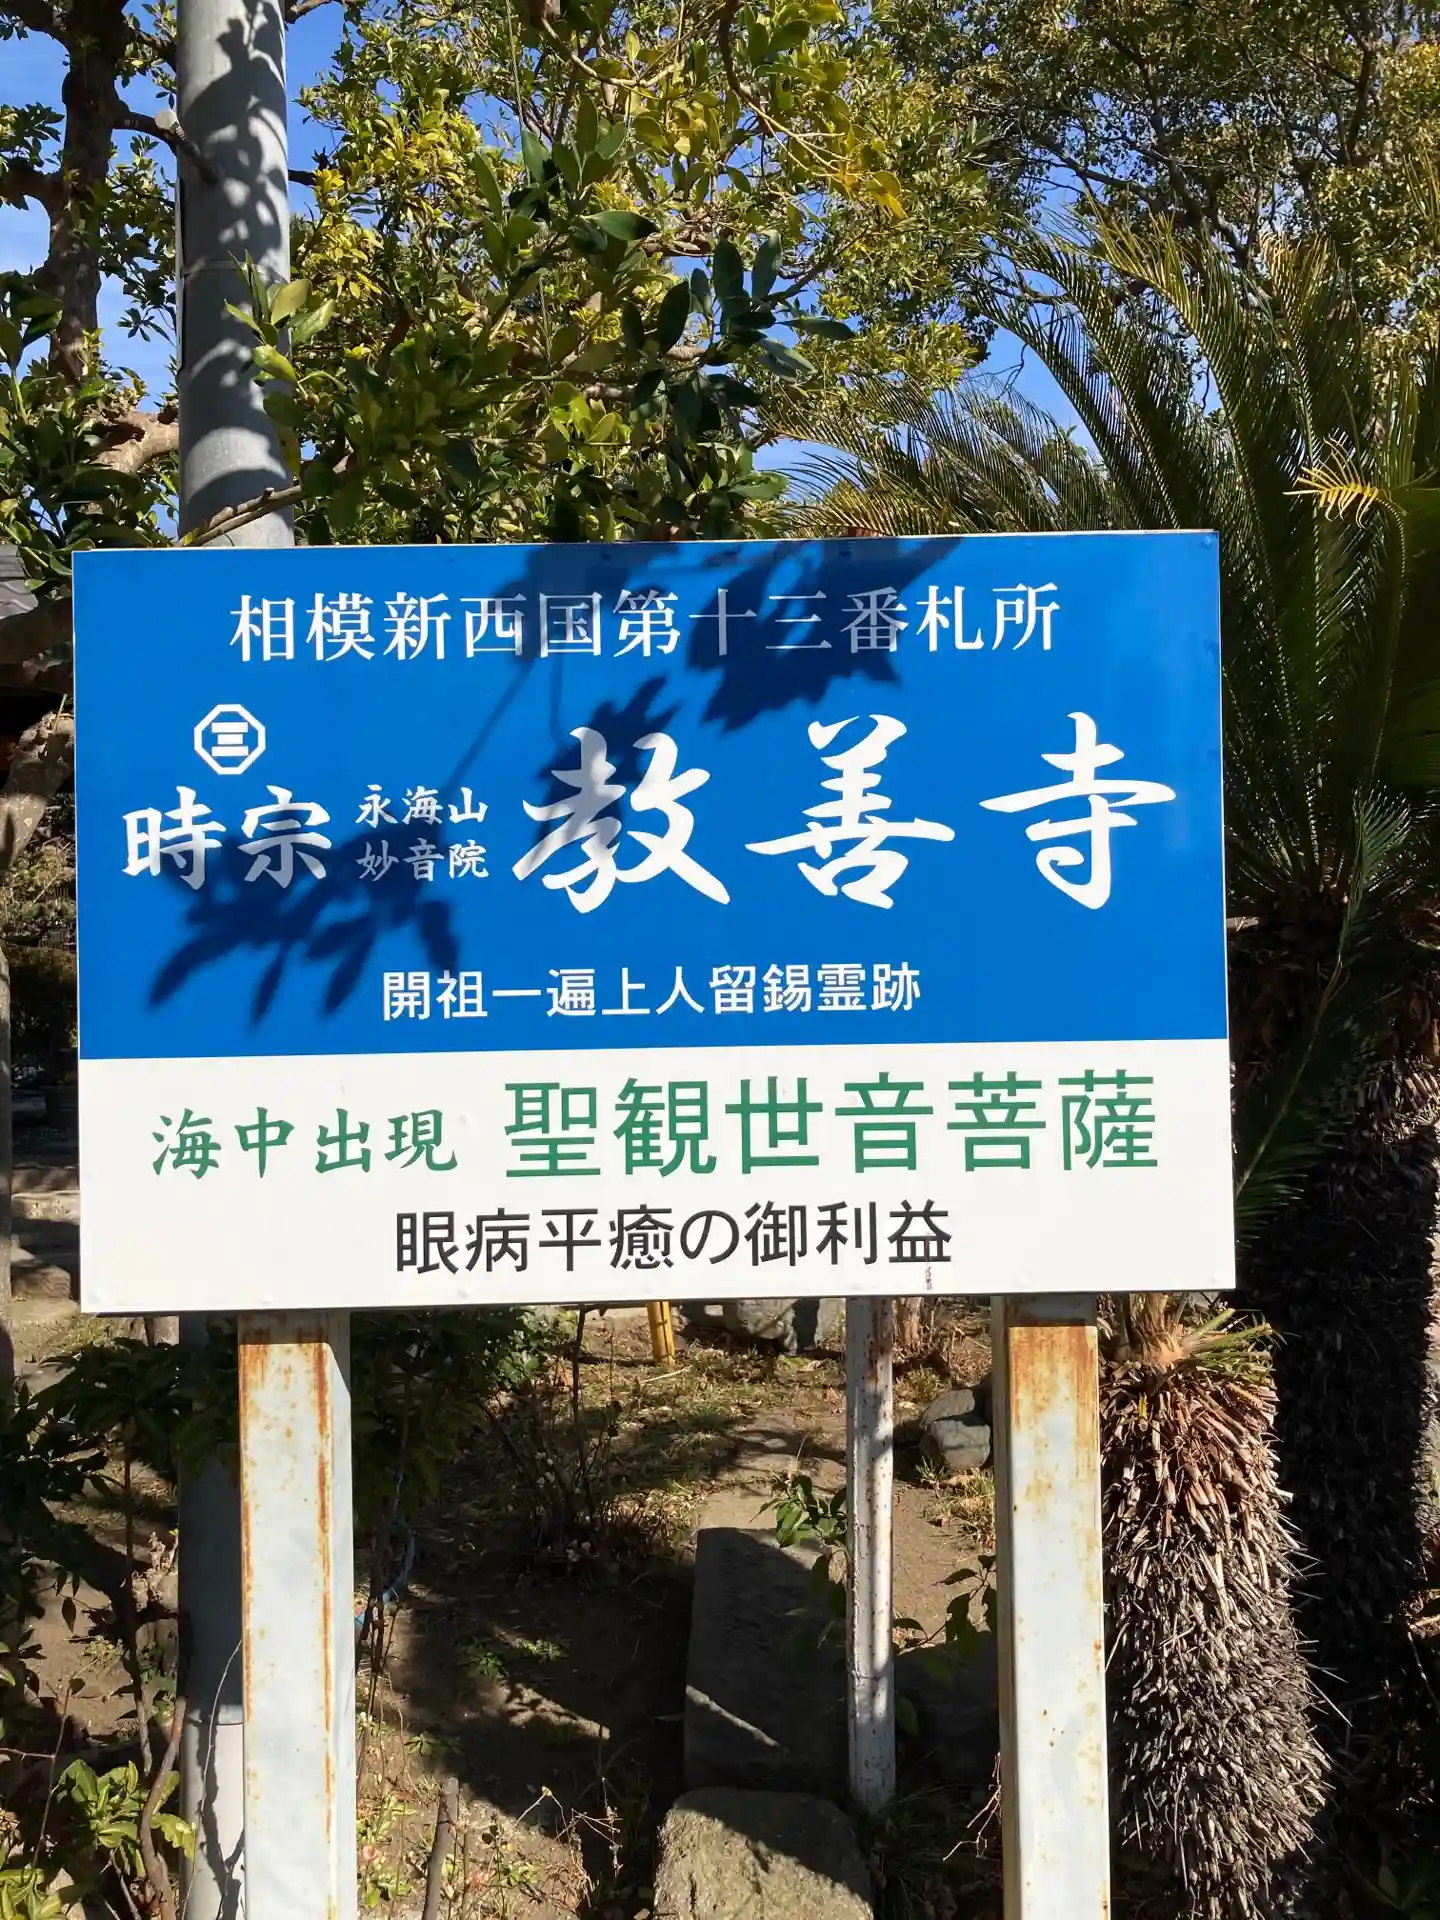 相模新西国第十三番札所
時宗 永海山 妙音院 教善寺
開祖一遍上人留錫霊跡
海中出現 聖観世音菩薩
眼病平癒の御利益